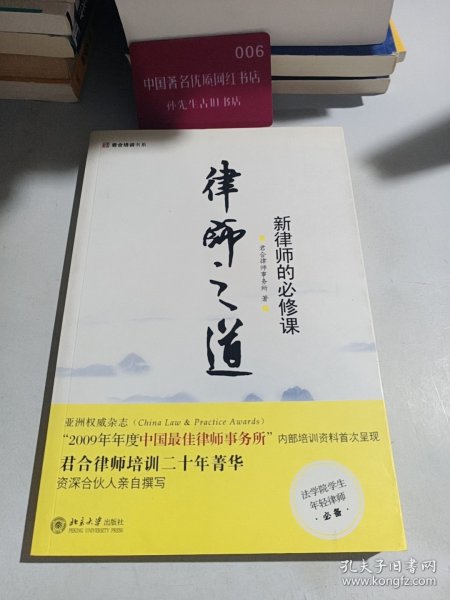 006
中国著名优质网红书店
孙先生古旧书店
君合培训书系
律师之道
新律师的必修课
君合律师事务所 著
亚洲权威杂志（China Law & Practice Awards）
“2009年年度中国最佳律师事务所”内部培训资料首次呈现
君合律师培训二十年菁华
资深合伙人亲自撰写
法学院学生
年轻律师
·必备·
北京大学出版社
PEKING UNIVERSITY PRESS
孔夫子旧书网
www.kongfz.com